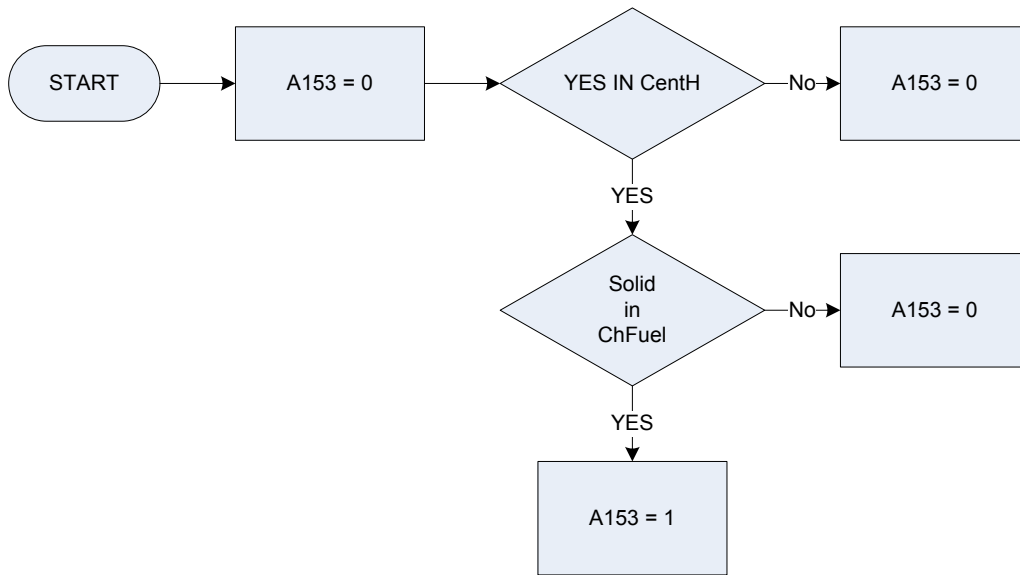 START
A153 = 0
YES IN CentH
No
A153 = 0
YES
Solid
in
ChFuel
No
A153 = 0
YES
A153 = 1